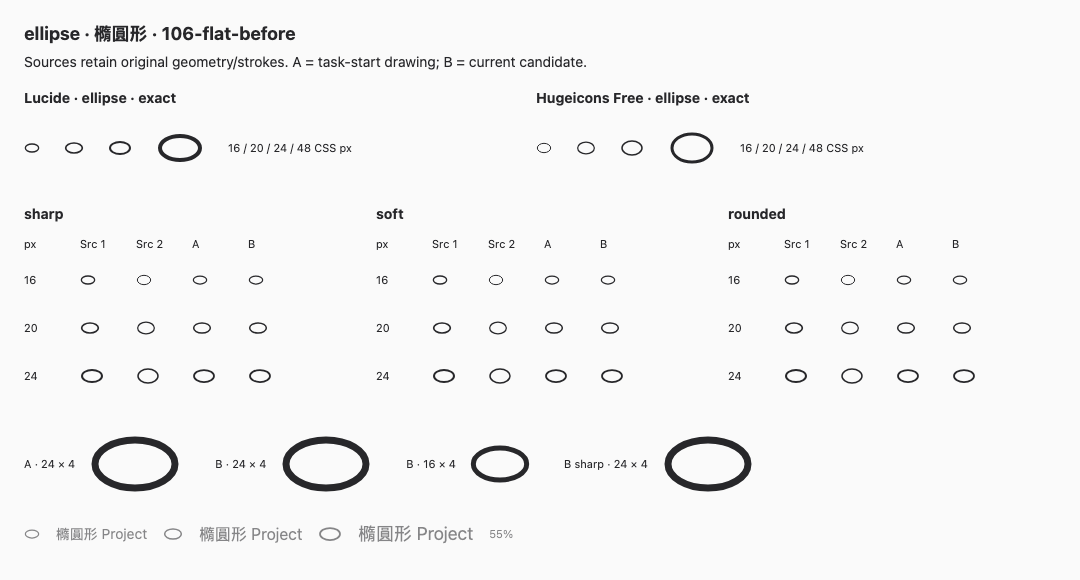 ellipse · 橢圓形 · 106-flat-before
Sources retain original geometry/strokes. A = task-start drawing; B = current candidate.
Lucide · ellipse · exact
16 / 20 / 24 / 48 CSS px
Hugeicons Free · ellipse · exact
16 / 20 / 24 / 48 CSS px
sharp
px Src 1 Src 2 A B
16
20
24
soft
px Src 1 Src 2 A B
16
20
24
rounded
px Src 1 Src 2 A B
16
20
24
A · 24 × 4
B · 24 × 4
B · 16 × 4
B sharp · 24 × 4
橢圓形 Project
橢圓形 Project
橢圓形 Project
55%